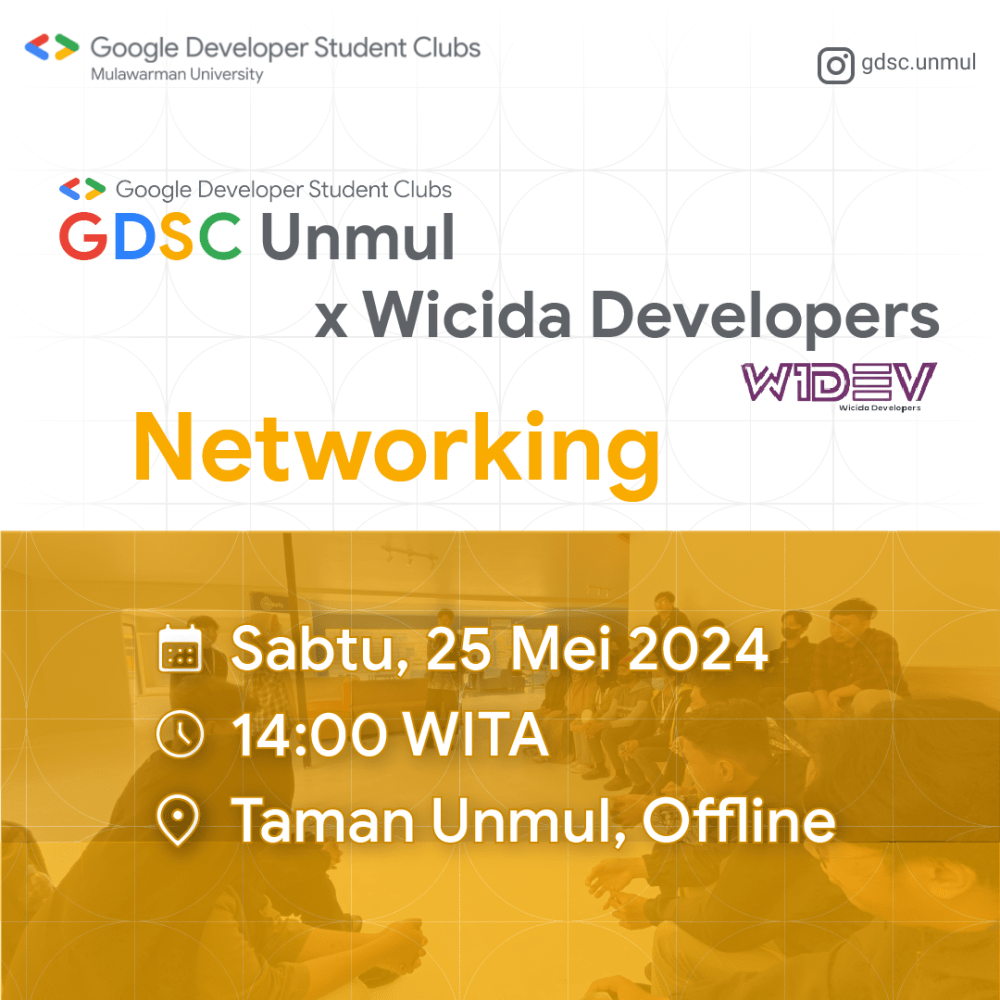 Google Developer Student Clubs
Mulawarman University
gdsc.unmul
Google Developer Student Clubs
GDSC Unmul
x Wicida Developers
W1DEV
Wicida Developers
Networking
Sabtu, 25 Mei 2024
14:00 WITA
Taman Unmul, Offline